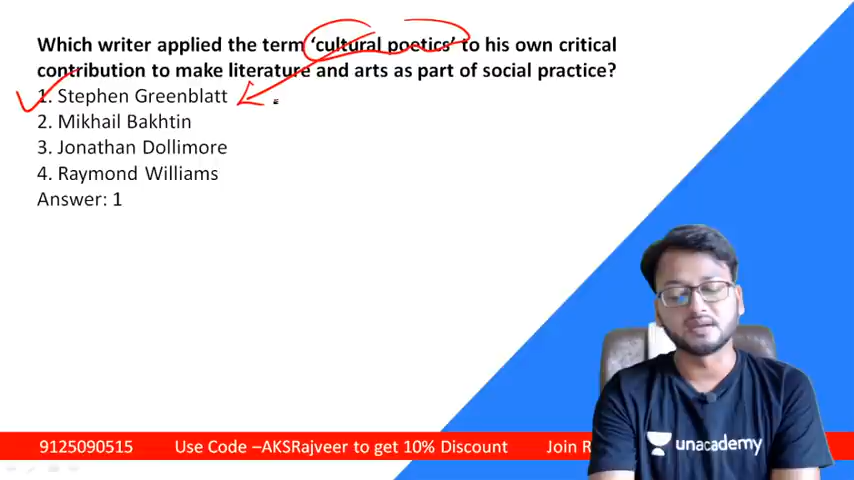 Which writer applied the term ‘cultural poetics’ to his own critical
contribution to make literature and arts as part of social practice?
1. Stephen Greenblatt
2. Mikhail Bakhtin
3. Jonathan Dollimore
4. Raymond Williams
Answer: 1
unacademy
9125090515 Use Code –AKSRajveer to get 10% Discount Join R